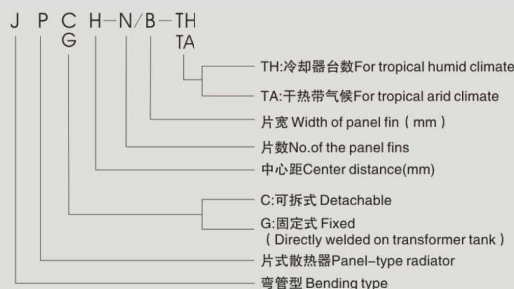 J P C H-N/B-TH
G TA
TH:冷却器台数For tropical humid climate
TA:干热带气候For tropical arid climate
片宽 Width of panel fin ( mm )
片数No.of the panel fins
中心距Center distance(mm)
C:可拆式 Detachable
G:固定式 Fixed
( Directly welded on transformer tank )
片式散热器Panel-type radiator
弯管型 Bending type